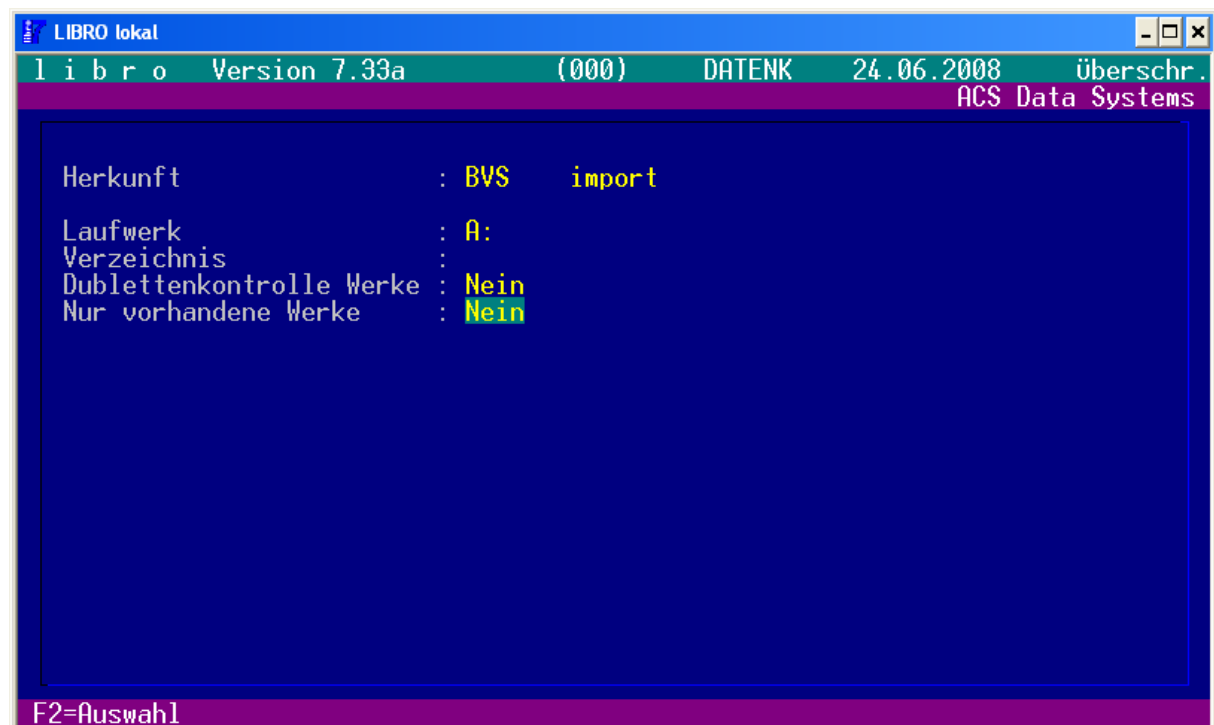 LIBRO lokal
l i b r o Version 7.33a (000) DATENK 24.06.2008 Überschr.
ACS Data Systems
Herkunft : BVS import
Laufwerk : A:
Verzeichnis :
Dublettenkontrolle Werke : Nein
Nur vorhandene Werke : Nein
F2=Auswahl